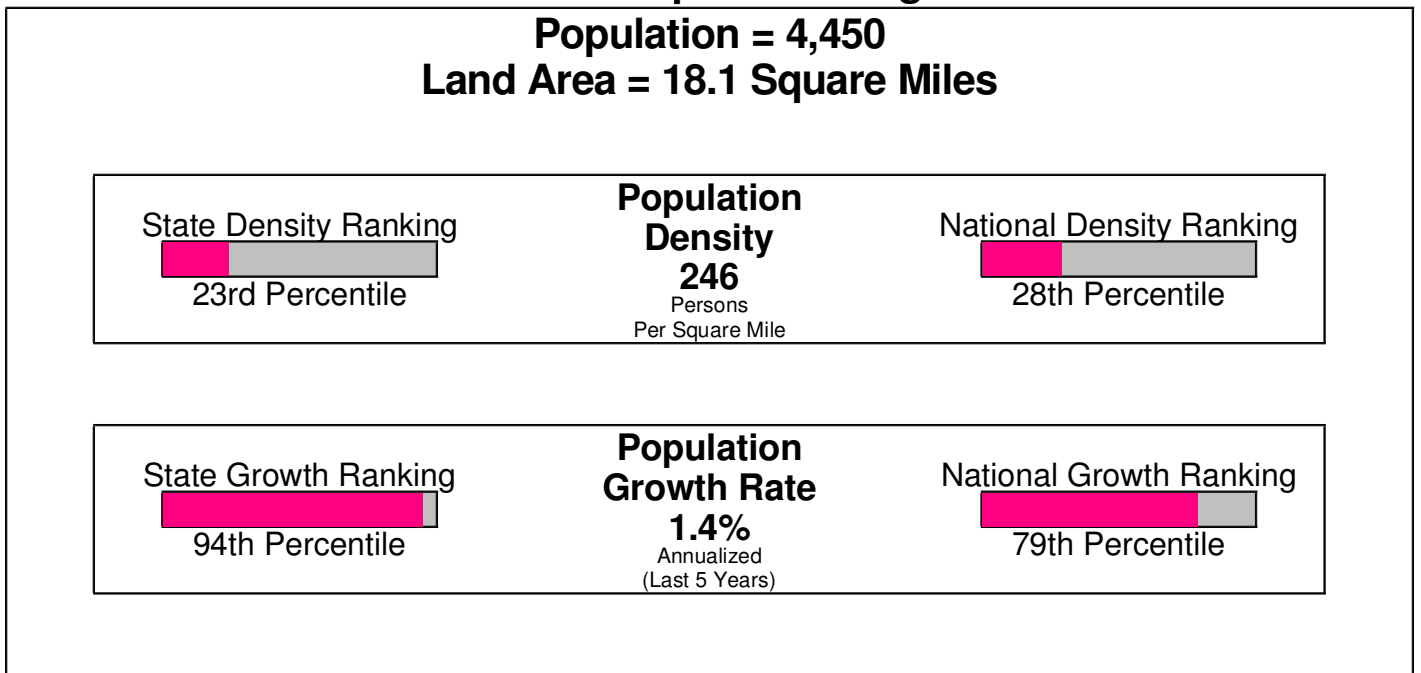 Population = 4,450
Land Area = 18.1 Square Miles
State Density Ranking
23rd Percentile
Population
Density
246
Persons
Per Square Mile
National Density Ranking
28th Percentile
State Growth Ranking
94th Percentile
Population
Growth Rate
1.4%
Annualized
(Last 5 Years)
National Growth Ranking
79th Percentile